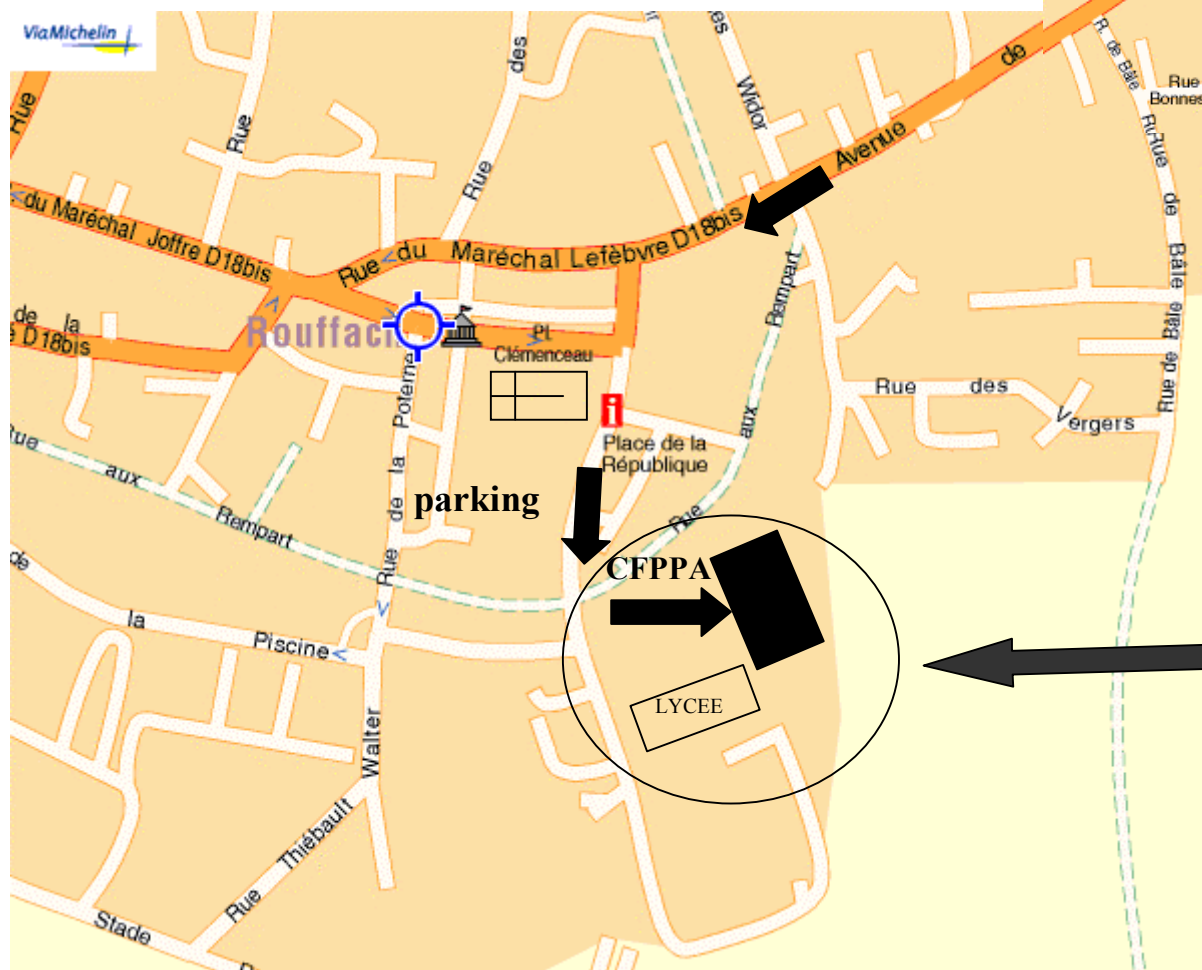 ViaMichelin
Rue
Rue
des
Rue
Widor
Avenue
de
R. de Bâle
Rue
Bonnes
Rue de Bâle
Rue de Bâle
du Maréchal Joffre D18bis
Rue du Maréchal Lefèbvre D18bis
de la
D18bis
Rouffach
Pl.
Clémenceau
i
Place de la
République
Rue aux Rempart
Rue des Vergers
Rue de la Poterne
parking
Rue aux Rempart
CFPPA
LYCEE
de la Piscine
Walter
Rue Thiébault
Stade